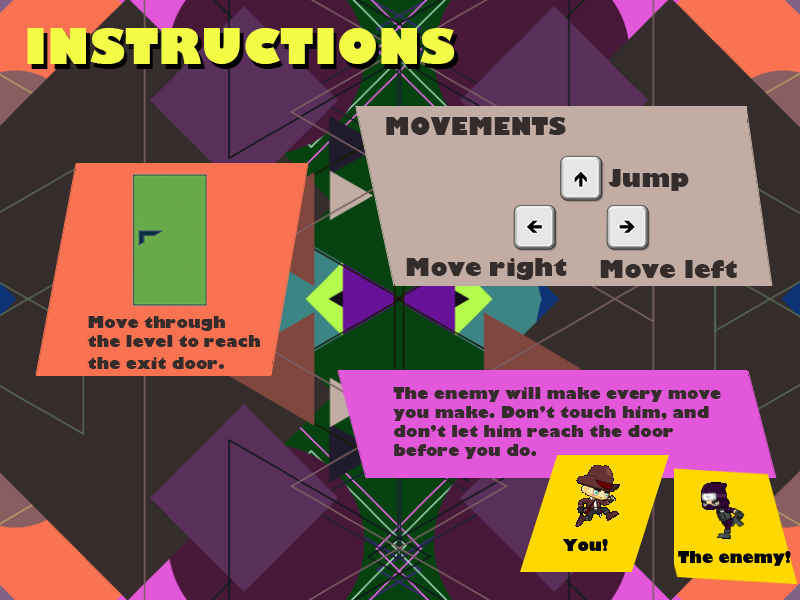 INSTRUCTIONS
MOVEMENTS
Jump
Move right
Move left
Move through
the level to reach
the exit door.
The enemy will make every move
you make. Don't touch him, and
don't let him reach the door
before you do.
You!
The enemy!